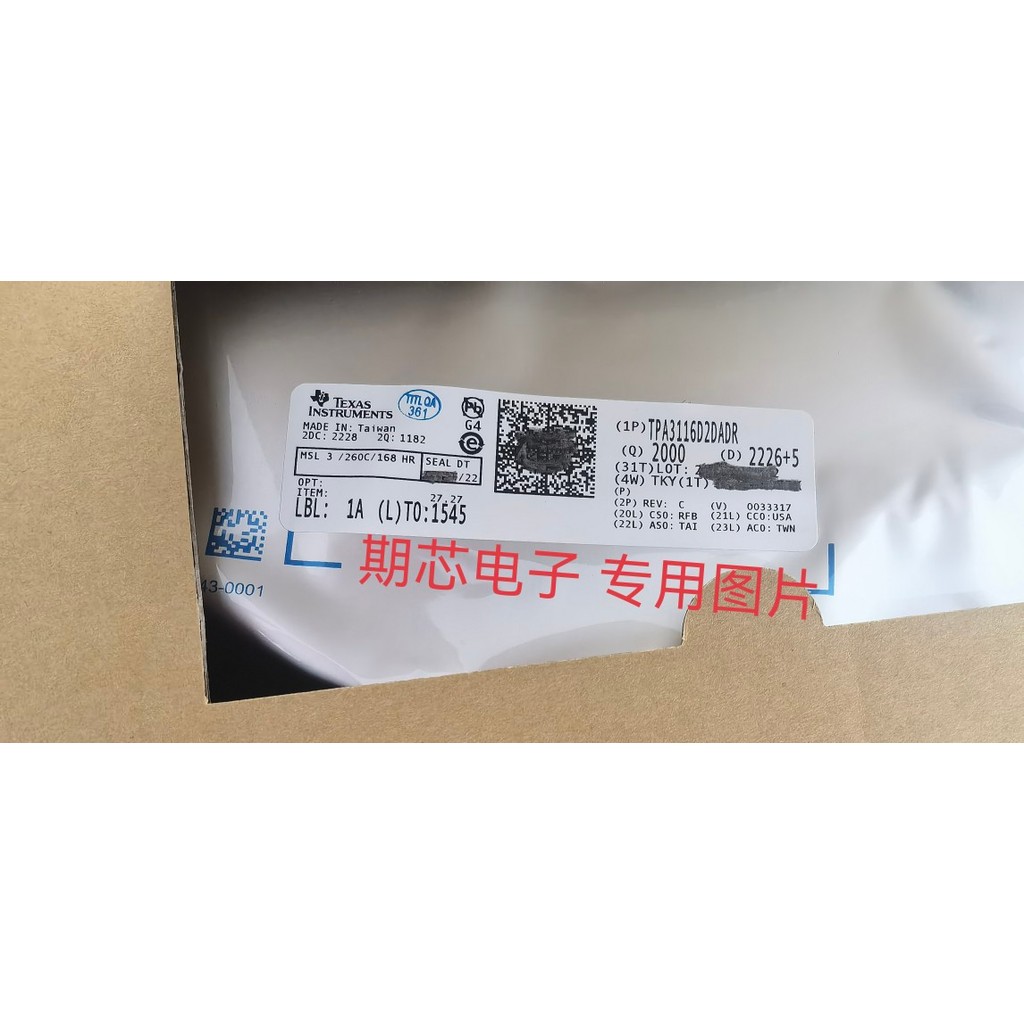 TEXAS
INSTRUMENTS
TITL QA
361
Pb
G4
e
MADE IN: Taiwan
2DC: 2228 2Q: 1182
MSL 3 /260C/168 HR
SEAL DT
/22
OPT:
ITEM:
27.27
LBL: 1A (L)TO:1545
(1P)TPA3116D2DADR
(Q) 2000 (D) 2226+5
(31T)LOT:
(4W) TKY(1T)
(P)
(2P) REV: C (V) 0033317
(20L) CSO: RFB (21L) CCO:USA
(22L) ASO: TAI (23L) ACO: TWN
43-0001
期芯电子 专用图片